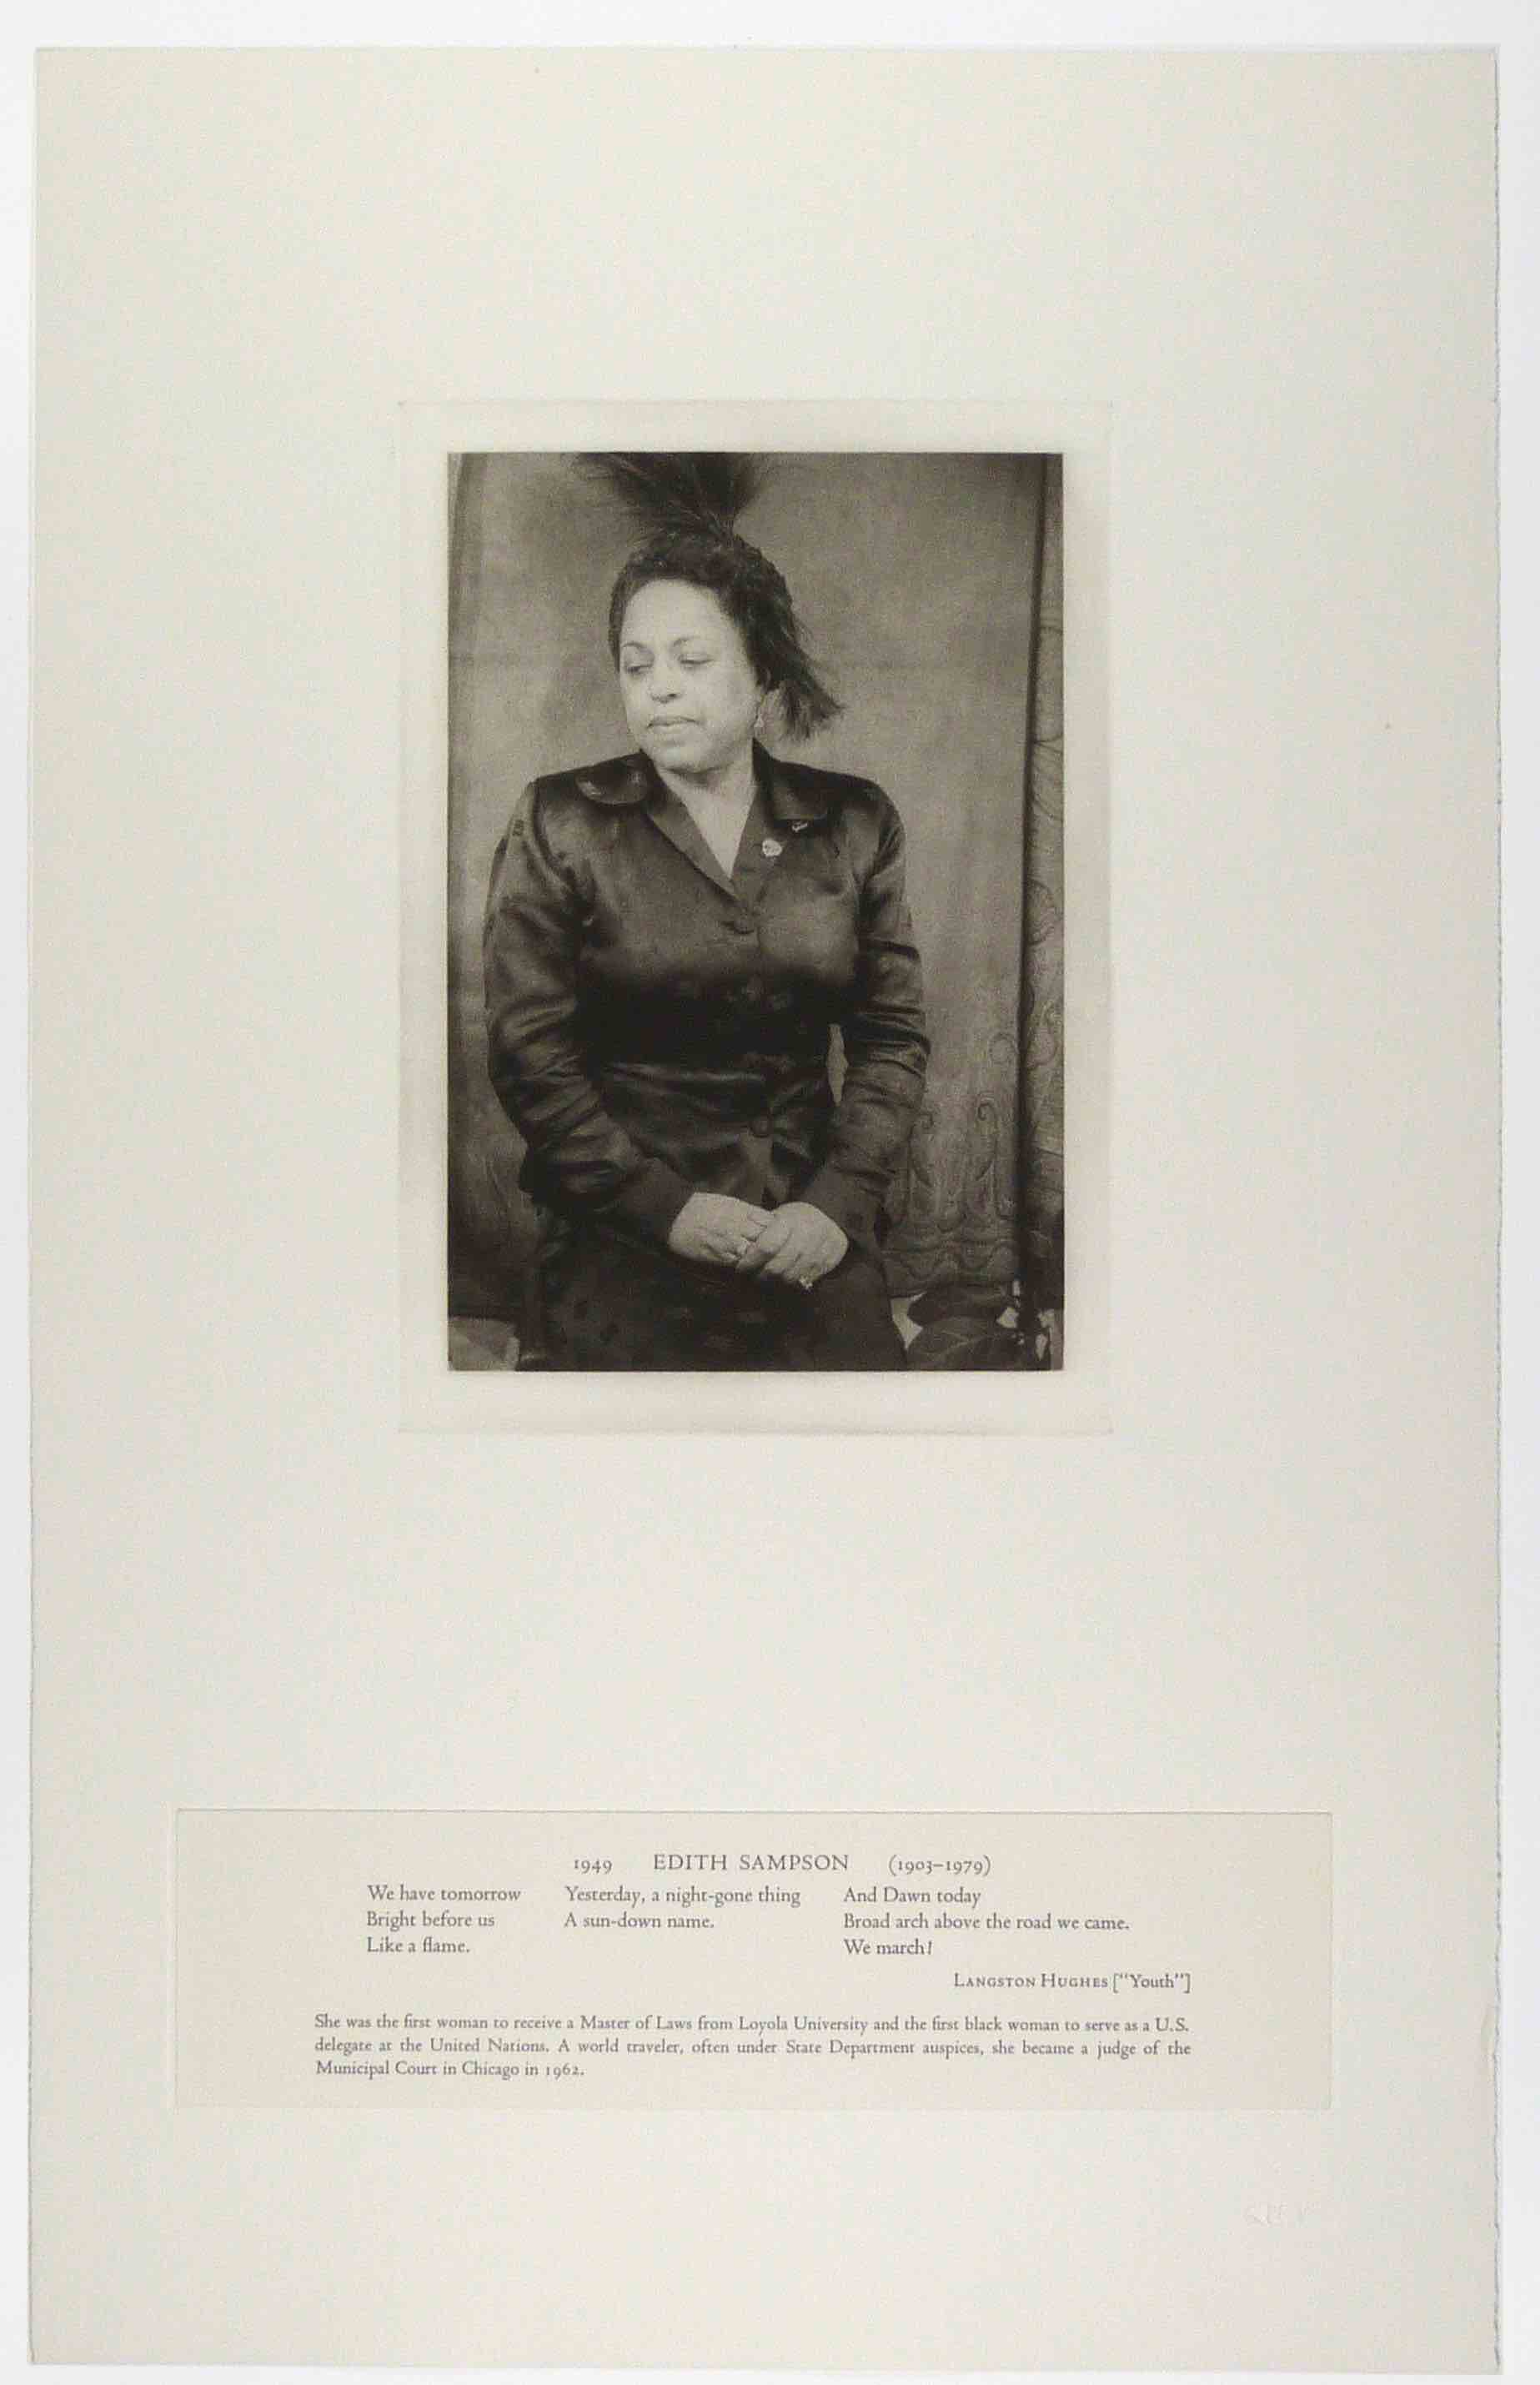 1949 EDITH SAMPSON (1903–1979)
We have tomorrow
Bright before us
Like a flame.
Yesterday, a night-gone thing
A sun-down name.
And Dawn today
Broad arch above the road we came.
We march!
LANGSTON HUGHES ["Youth"]
She was the first woman to receive a Master of Laws from Loyola University and the first black woman to serve as a U.S.
delegate at the United Nations. A world traveler, often under State Department auspices, she became a judge of the
Municipal Court in Chicago in 1962.